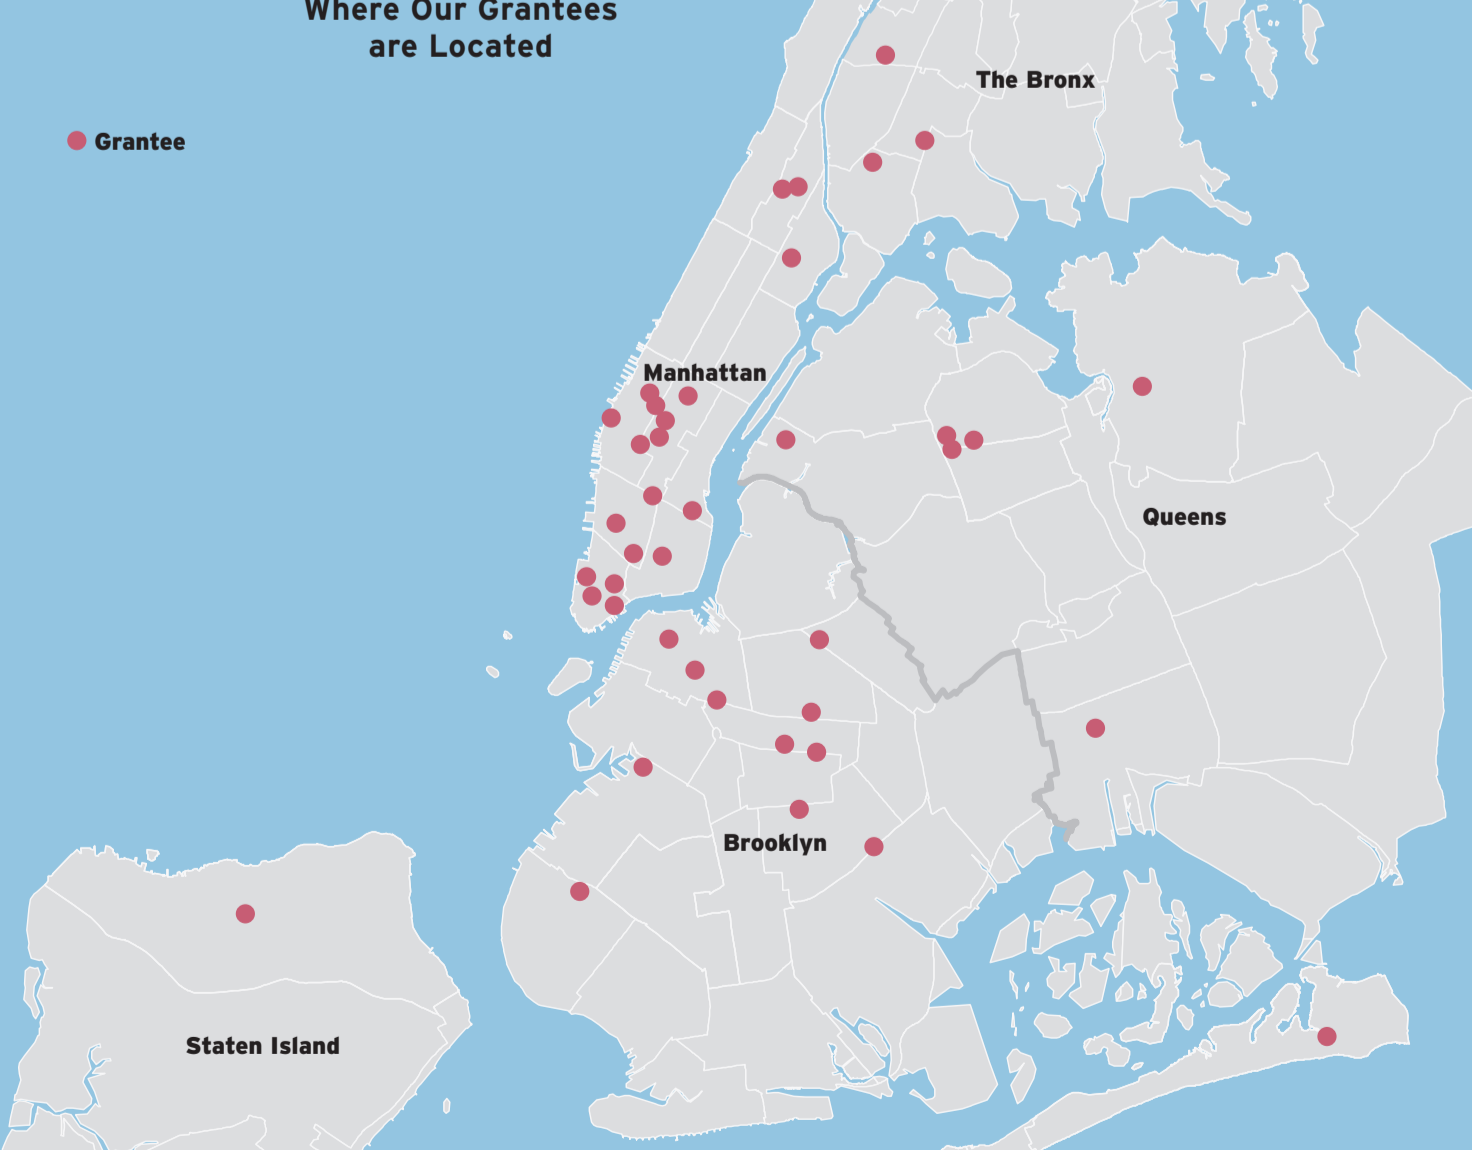 Where Our Grantees
are Located
The Bronx
Grantee
Manhattan
Queens
Brooklyn
Staten Island